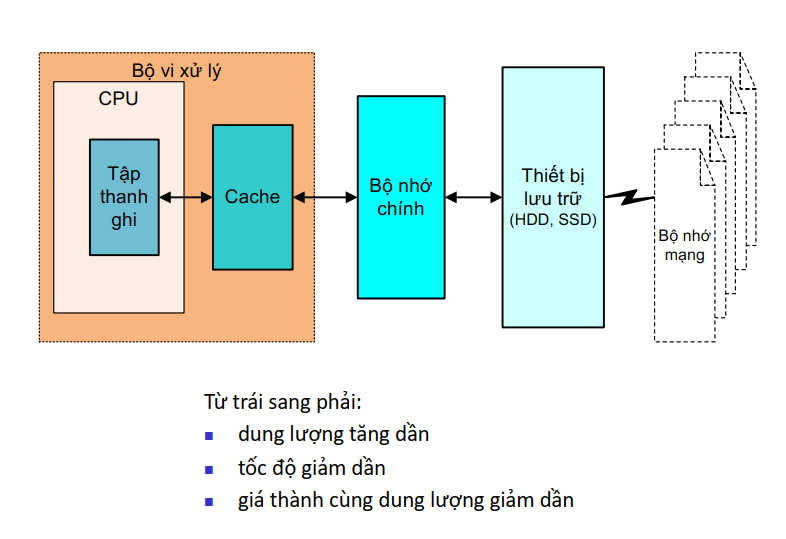 Bộ vi xử lý
CPU
Tập
thanh
ghi
Cache
Bộ nhớ
chính
Thiết bị
lưu trữ
(HDD, SSD)
Bộ nhớ
mạng
Từ trái sang phải:
dung lượng tăng dần
tốc độ giảm dần
giá thành cùng dung lượng giảm dần